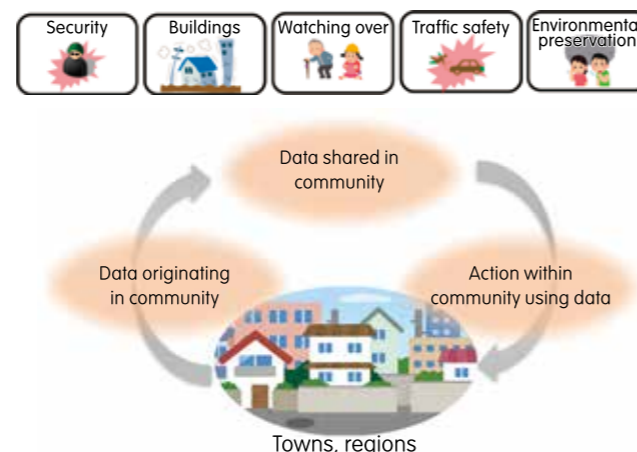 Security
Buildings
Watching over
Traffic safety
Environmental
preservation
Data shared in
community
Data originating
in community
Action within
community using data
Towns, regions